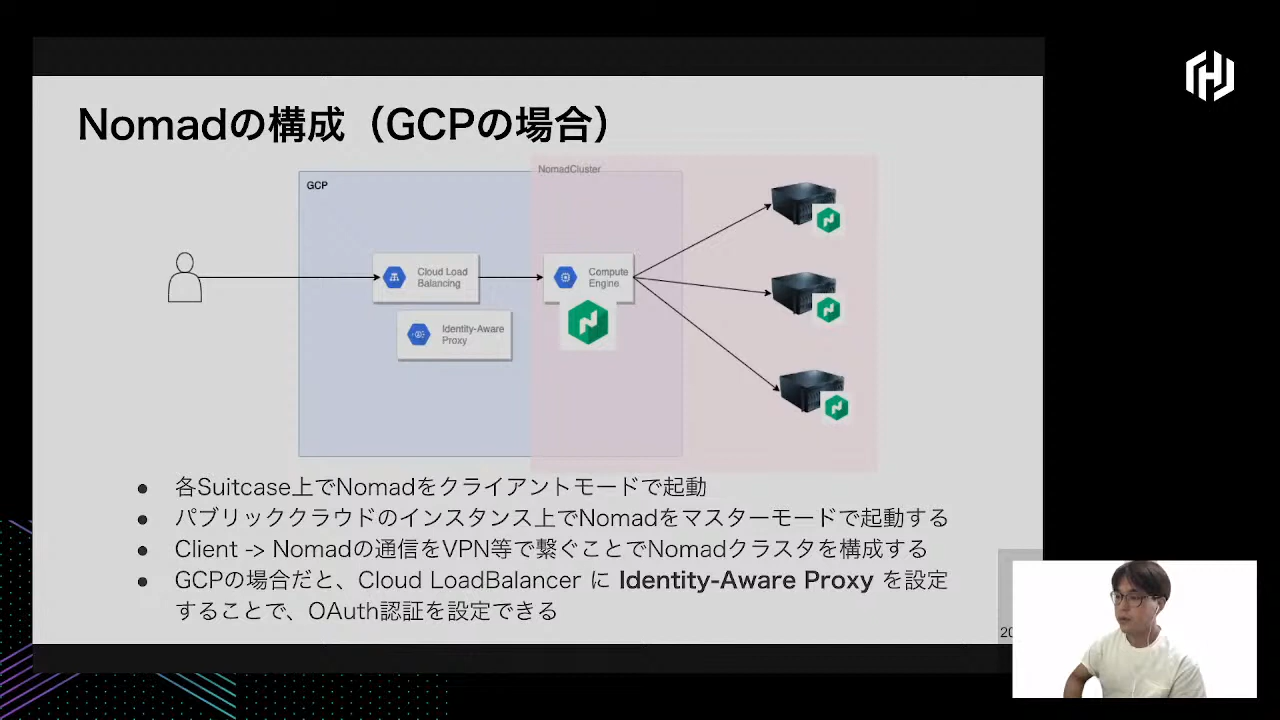 Nomadの構成（GCPの場合）
NomadCluster
GCP
Cloud Load
Balancing
Compute
Engine
Identity-Aware
Proxy
各Suitcase上でNomadをクライアントモードで起動
パブリッククラウドのインスタンス上でNomadをマスターモードで起動する
Client -> Nomadの通信をVPN等で繋ぐことでNomadクラスタを構成する
GCPの場合だと、Cloud LoadBalancer に Identity-Aware Proxy を設定
することで、OAuth認証を設定できる
20